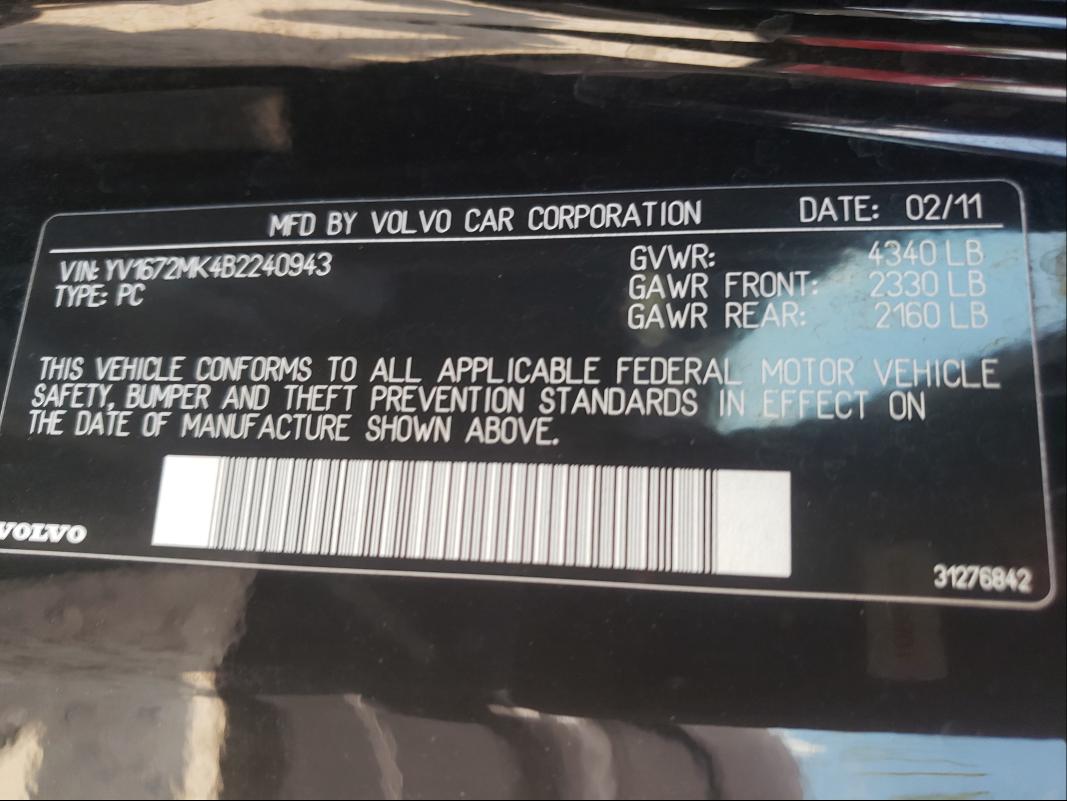 MFD BY VOLVO CAR CORPORATION DATE: 02/11
VIN: YV1672MK4B2240943 GVWR: 4340 LB
TYPE: PC GAWR FRONT: 2330 LB
GAWR REAR: 2160 LB
THIS VEHICLE CONFORMS TO ALL APPLICABLE FEDERAL MOTOR VEHICLE
SAFETY, BUMPER AND THEFT PREVENTION STANDARDS IN EFFECT ON
THE DATE OF MANUFACTURE SHOWN ABOVE.
VOLVO
31276842